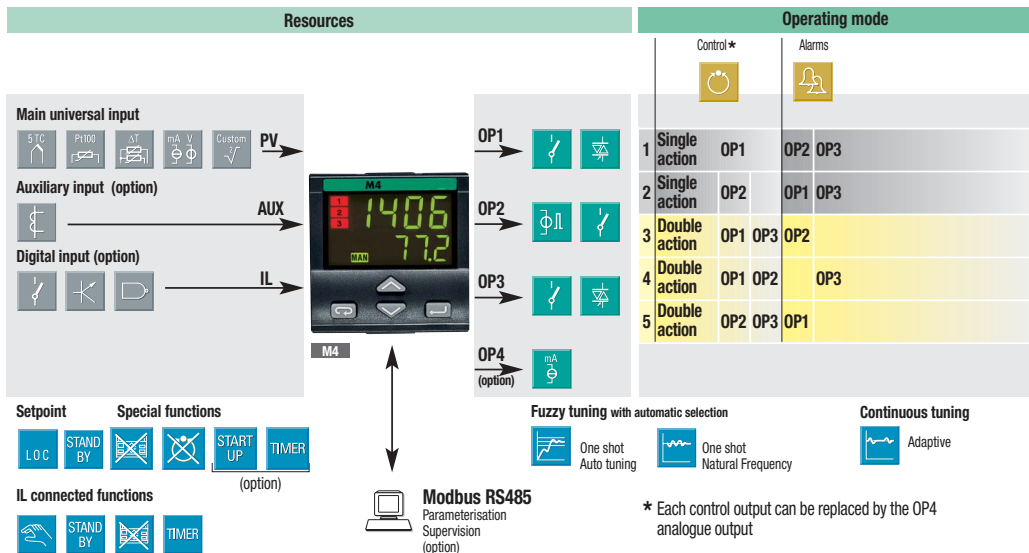 Resources
Operating mode
Control *
Alarms
Main universal input
5 TC
Pt100
ΔT
mA V
Custom
√
PV
OP1
Auxiliary input (option)
AUX
OP2
Digital input (option)
IL
OP3
M4
1
2
3
1406
77.2
MAN
M4
OP4
(option)
mA
1 Single action OP1 OP2 OP3
2 Single action OP2 OP1 OP3
3 Double action OP1 OP3 OP2
4 Double action OP1 OP2 OP3
5 Double action OP2 OP3 OP1
Setpoint
Special functions
LOC
STAND BY
START UP
TIMER
(option)
IL connected functions
STAND BY
TIMER
Modbus RS485
Parameterisation
Supervision
(option)
Fuzzy tuning with automatic selection
One shot
Auto tuning
One shot
Natural Frequency
Continuous tuning
Adaptive
* Each control output can be replaced by the OP4
analogue output